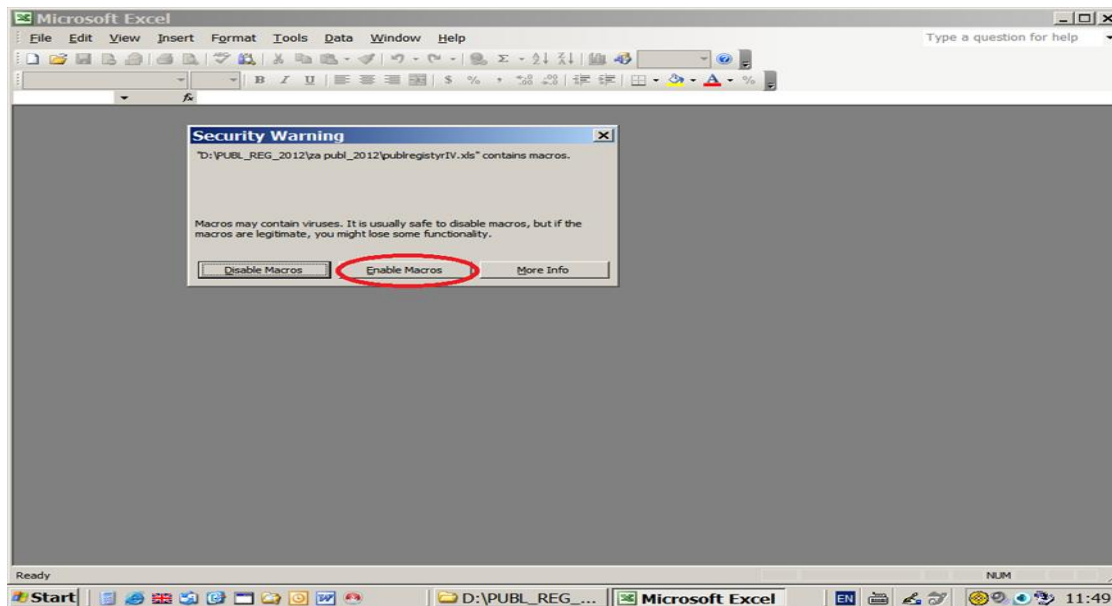 Microsoft Excel
File Edit View Insert Format Tools Data Window Help
Type a question for help
B I U $ % , %
fx
Security Warning
"D:\PUBL_REG_2012\za publ_2012\publregistyrIV.xls" contains macros.
Macros may contain viruses. It is usually safe to disable macros, but if the
macros are legitimate, you might lose some functionality.
Disable Macros Enable Macros More Info
Ready NUM
Start D:\PUBL_REG_... Microsoft Excel EN 11:49